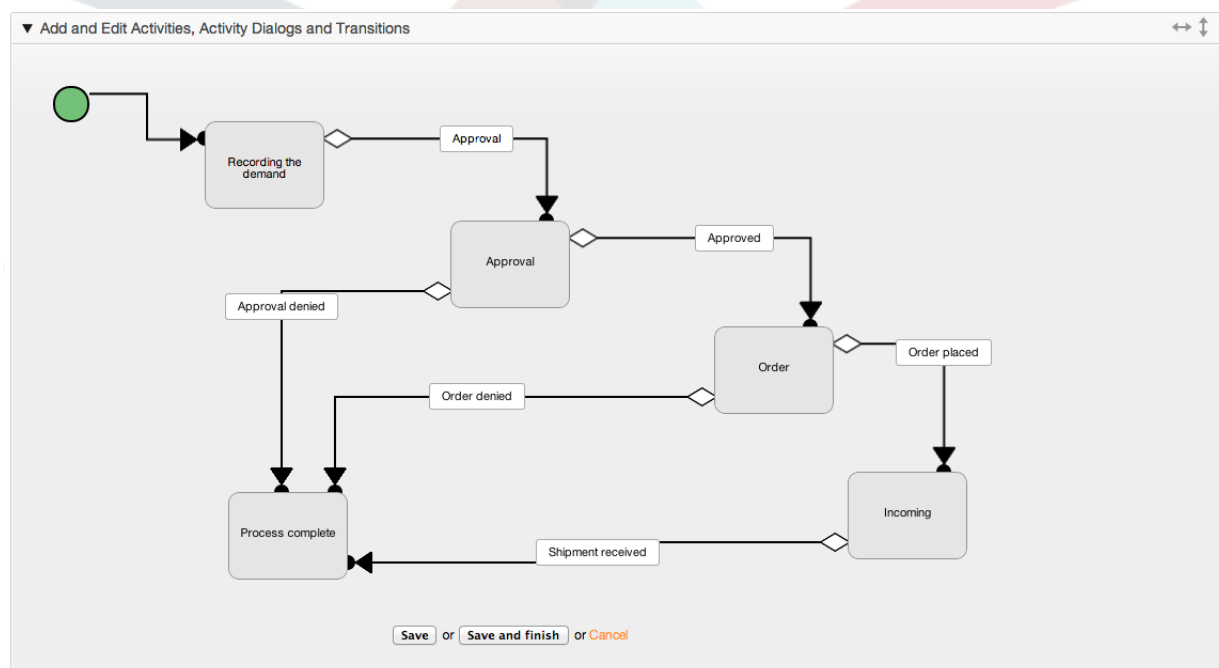 Add and Edit Activities, Activity Dialogs and Transitions
Recording the
demand
Approval
Approval
Approved
Approval denied
Order
Order placed
Order denied
Incoming
Process complete
Shipment received
Save or Save and finish or Cancel